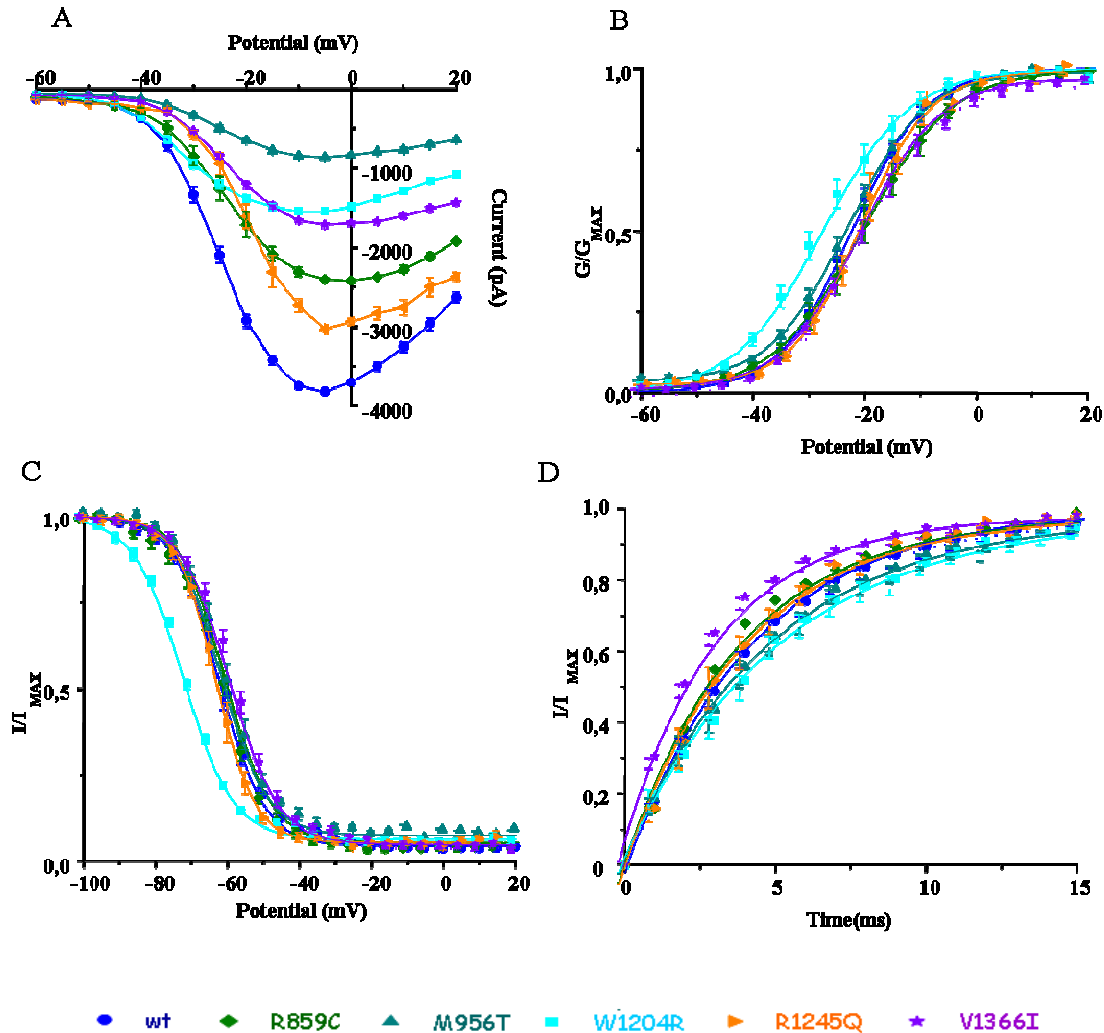 A
Potential (mV)
-60 -40 -20 0 20
-1000
-2000
-3000
-4000
Current (pA)
B
1,0
0,5
0,0
G/GMAX
-60 -40 -20 0 20
Potential (mV)
C
1,0
0,5
0,0
I/I MAX
-100 -80 -60 -40 -20 0 20
Potential (mV)
D
1,0
0,8
0,6
0,4
0,2
0
I/I MAX
0 5 10 15
Time(ms)
wt R859C M956T W1204R R1245Q V1366I